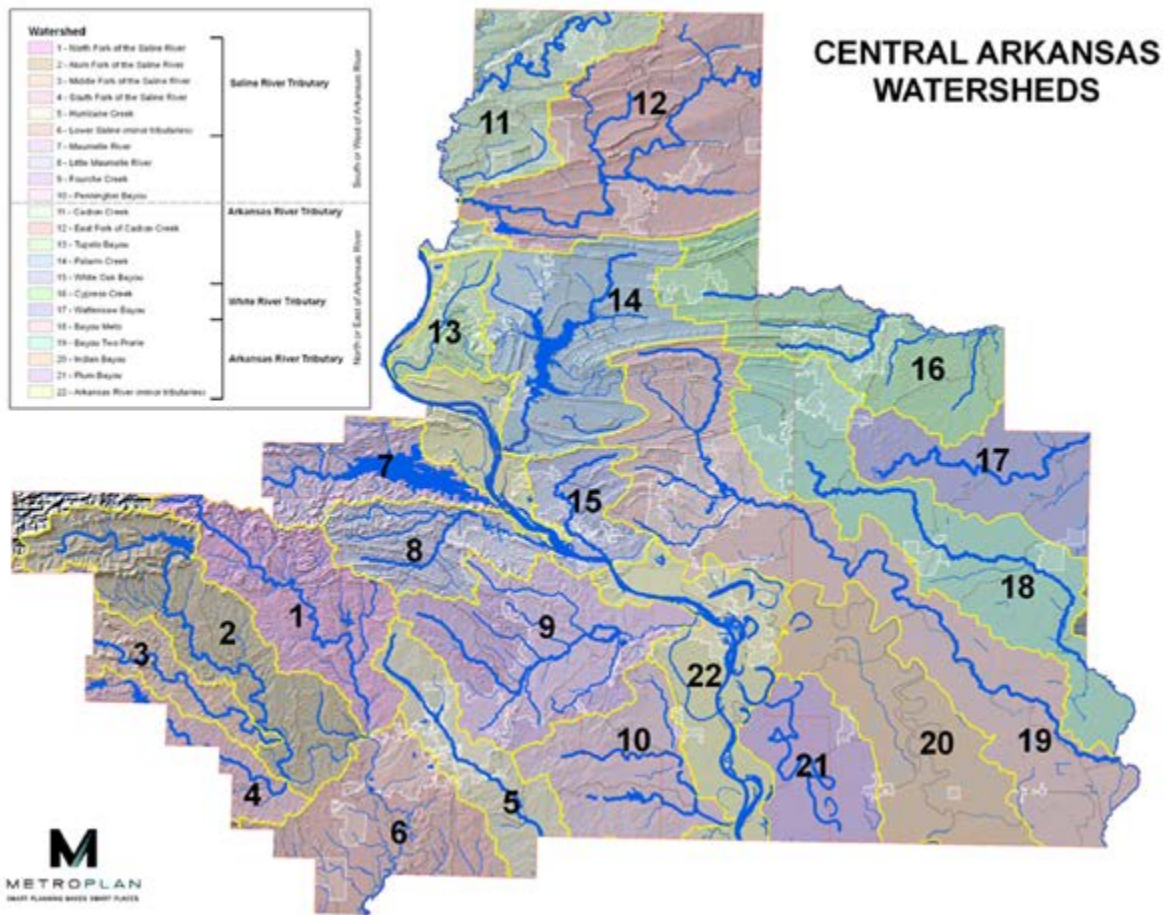 CENTRAL ARKANSAS
WATERSHEDS
Watershed
1 - North Fork of the Saline River
2 - Alum Fork of the Saline River
3 - Middle Fork of the Saline River
4 - South Fork of the Saline River
5 - Hurricane Creek
6 - Lower Saline (minor tributaries)
7 - Maumelle River
8 - Little Maumelle River
9 - Fourche Creek
10 - Pennington Bayou
11 - Cadron Creek
12 - East Fork of Cadron Creek
13 - Tupelo Bayou
14 - Palarm Creek
15 - White Oak Bayou
16 - Cypress Creek
17 - Wattensaw Bayou
18 - Bayou Meto
19 - Bayou Two Prairie
20 - Indian Bayou
21 - Plum Bayou
22 - Arkansas River (minor tributaries)
Saline River Tributary
Arkansas River Tributary
White River Tributary
Arkansas River Tributary
South or West of Arkansas River
North or East of Arkansas River
11
12
13
14
16
7
15
17
8
18
1
9
2
3
22
10
21
20
19
4
5
6
M
METROPLAN
SMART PLANNING MAKES SMART PLACES